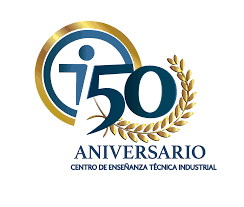 50
ANIVERSARIO
CENTRO DE ENSEÑANZA TÉCNICA INDUSTRIAL